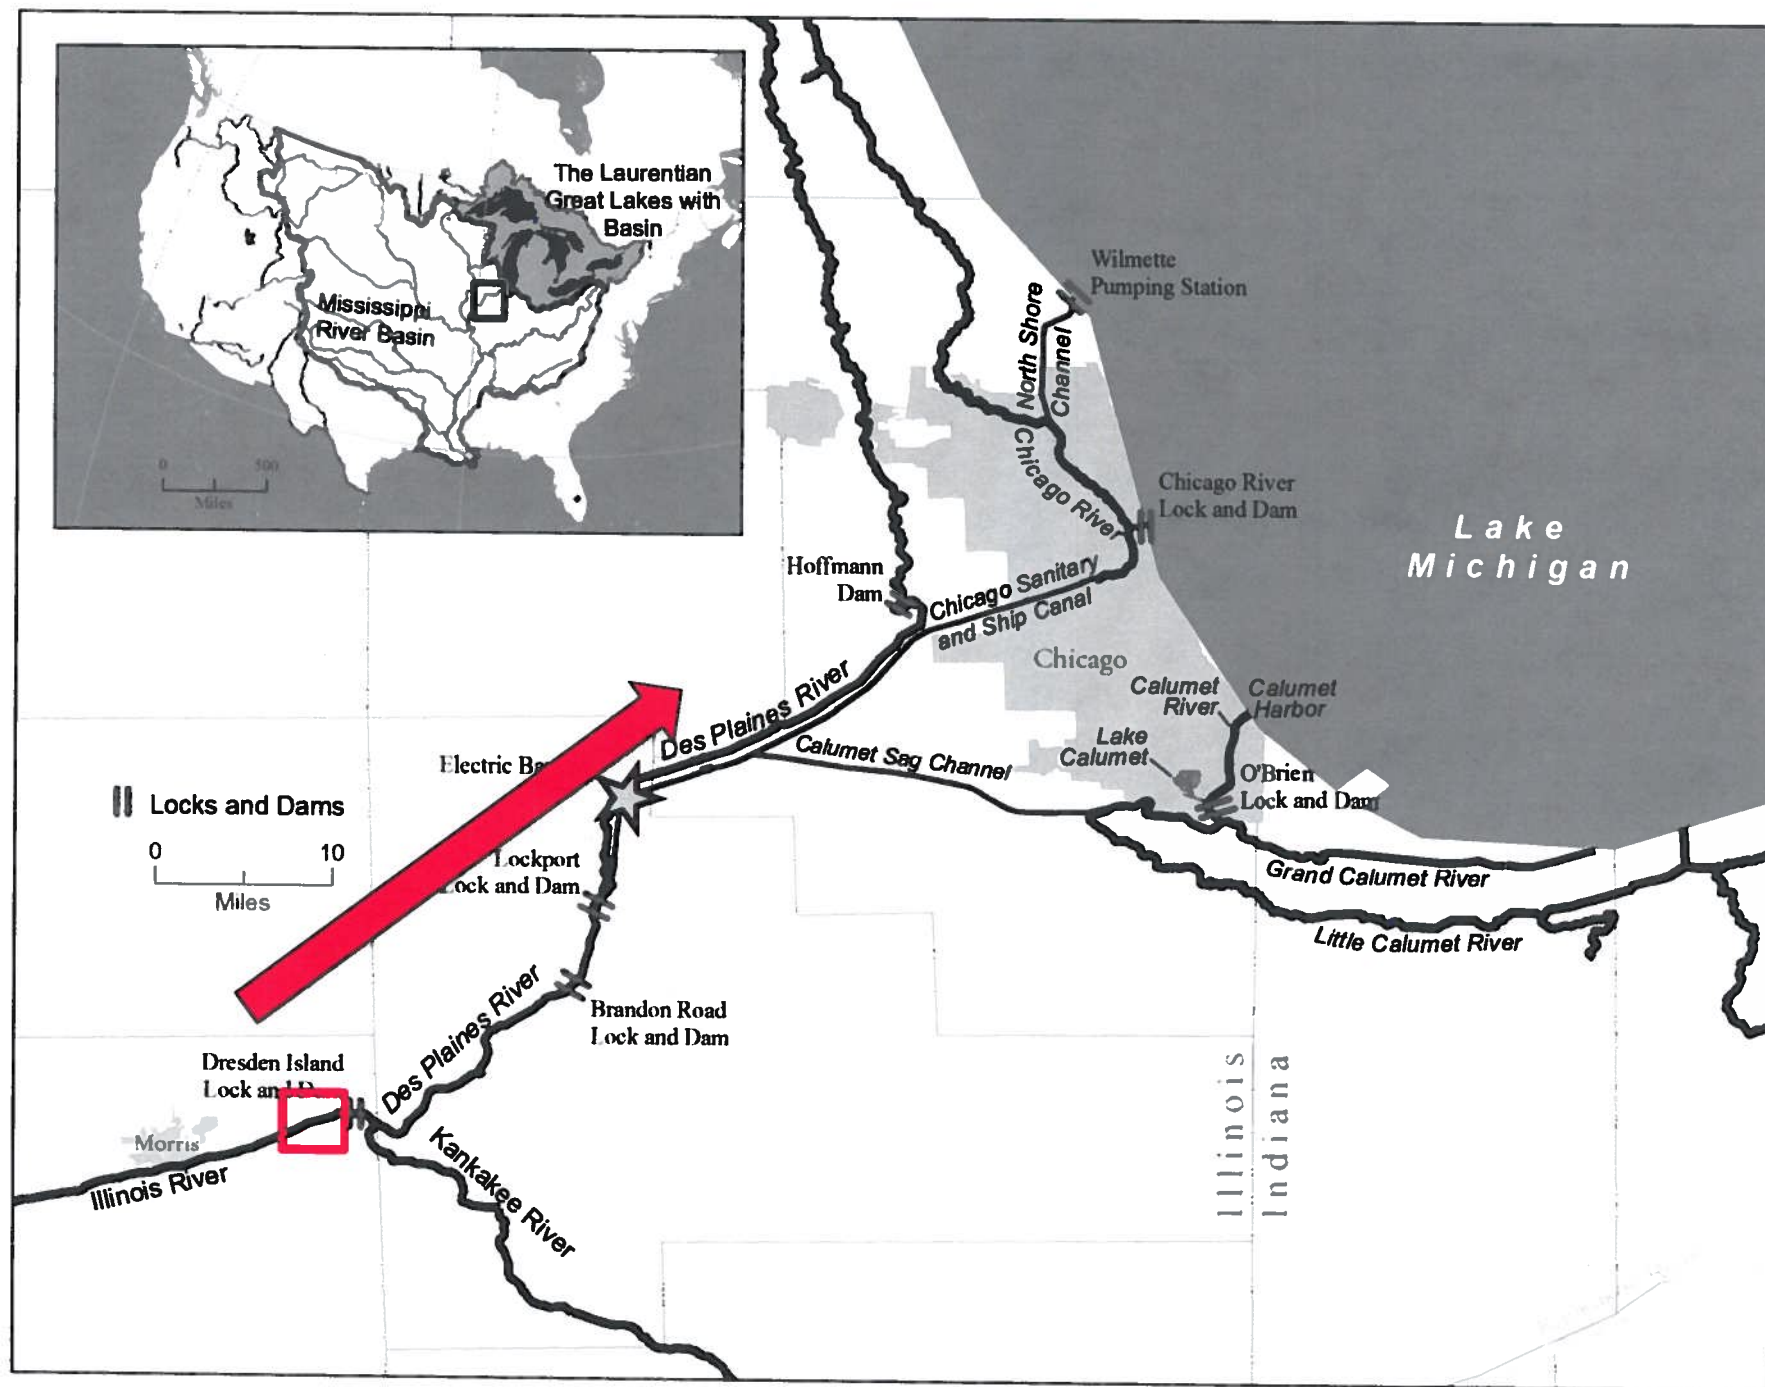 The Laurentian
Great Lakes with
Basin
Mississippi
River Basin
0 500
Miles
Wilmette
Pumping Station
North Shore
Channel
Chicago River
Chicago River
Lock and Dam
Lake
Michigan
Hoffmann
Dam
Chicago Sanitary
and Ship Canal
Chicago
Calumet
River
Calumet
Harbor
Lake
Calumet
O'Brien
Lock and Dam
Des Plaines River
Calumet Sag Channel
Electric Ba
Locks and Dams
0 10
Miles
Lockport
Lock and Dam
Grand Calumet River
Little Calumet River
Brandon Road
Lock and Dam
Des Plaines River
Dresden Island
Lock and D
Morris
Illinois River
Kankakee River
Illinois
Indiana